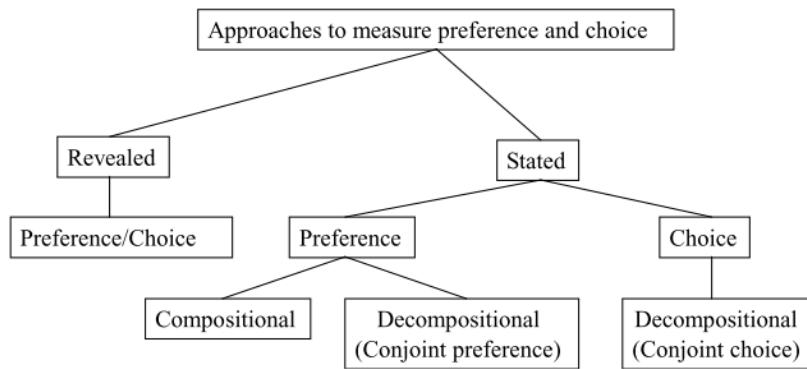 Approaches to measure preference and choice
Revealed
Stated
Preference/Choice
Preference
Choice
Compositional
Decompositional
(Conjoint preference)
Decompositional
(Conjoint choice)